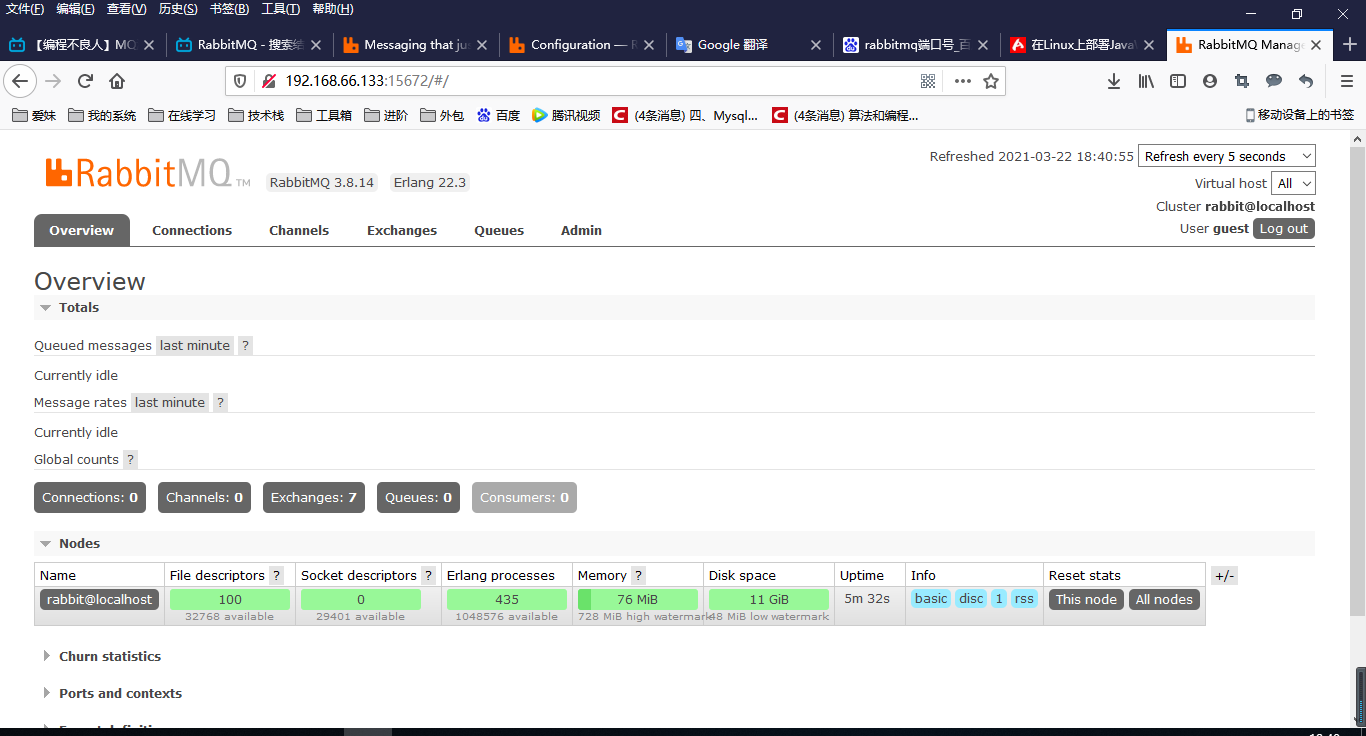 文件(F) 编辑(E) 查看(V) 历史(S) 书签(B) 工具(T) 帮助(H)
【编程不良人】MQ RabbitMQ - 搜索结 Messaging that jus Configuration — R Google 翻译 rabbitmq端口号_百 在Linux上部署Java RabbitMQ Manage
192.168.66.133:15672/#/
爱妹 我的系统 在线学习 技术栈 工具箱 进阶 外包 百度 腾讯视频 (4条消息) 四、Mysql... (4条消息) 算法和编程... 移动设备上的书签
Refreshed 2021-03-22 18:40:55 Refresh every 5 seconds
RabbitMQ TM RabbitMQ 3.8.14 Erlang 22.3
Virtual host All
Cluster rabbit@localhost
User guest Log out
Overview Connections Channels Exchanges Queues Admin
Overview
Totals
Queued messages last minute ?
Currently idle
Message rates last minute ?
Currently idle
Global counts ?
Connections: 0 Channels: 0 Exchanges: 7 Queues: 0 Consumers: 0
Nodes
Name File descriptors ? Socket descriptors ? Erlang processes Memory ? Disk space Uptime Info Reset stats +/-
rabbit@localhost 100 0 435 76 MiB 11 GiB 5m 32s basic disc 1 rss This node All nodes
32768 available 29401 available 1048576 available 728 MiB high watermark 48 MiB low watermark
Churn statistics
Ports and contexts